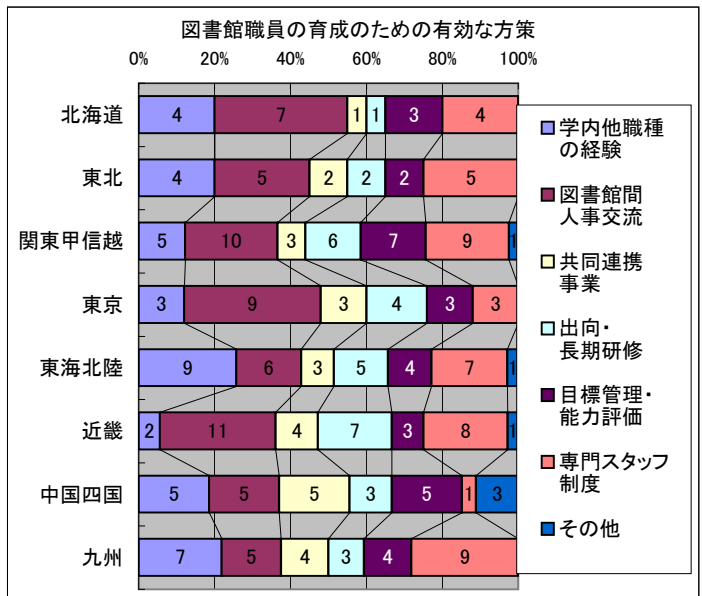 図書館職員の育成のための有効な方策
0% 20% 40% 60% 80% 100%
北海道 4 7 1 1 3 4
東北 4 5 2 2 2 5
関東甲信越 5 10 3 6 7 9 1
東京 3 9 3 4 3 3
東海北陸 9 6 3 5 4 7 1
近畿 2 11 4 7 3 8 1
中国四国 5 5 5 3 5 1 3
九州 7 5 4 3 4 9
学内他職種
の経験
図書館間
人事交流
共同連携
事業
出向・
長期研修
目標管理・
能力評価
専門スタッフ
制度
その他